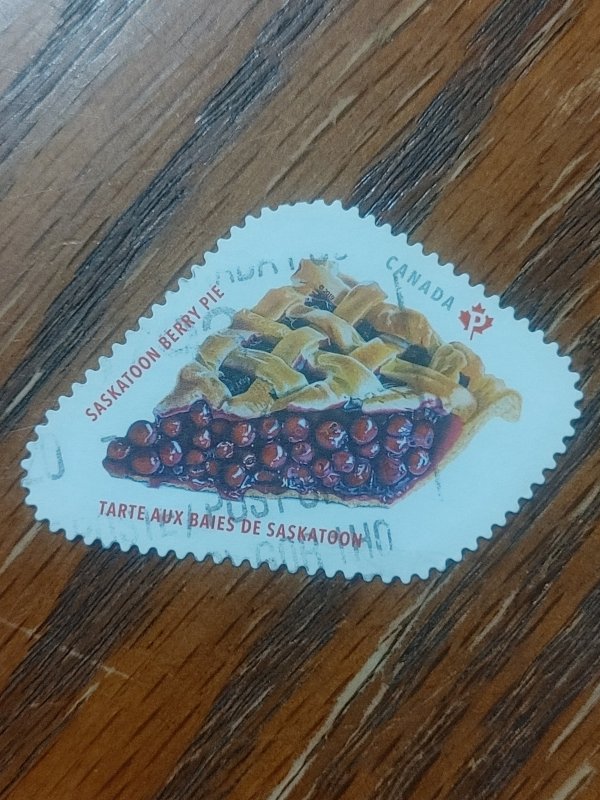 CANADA
P
SASKATOON BERRY PIE
TARTE AUX BAIES DE SASKATOON